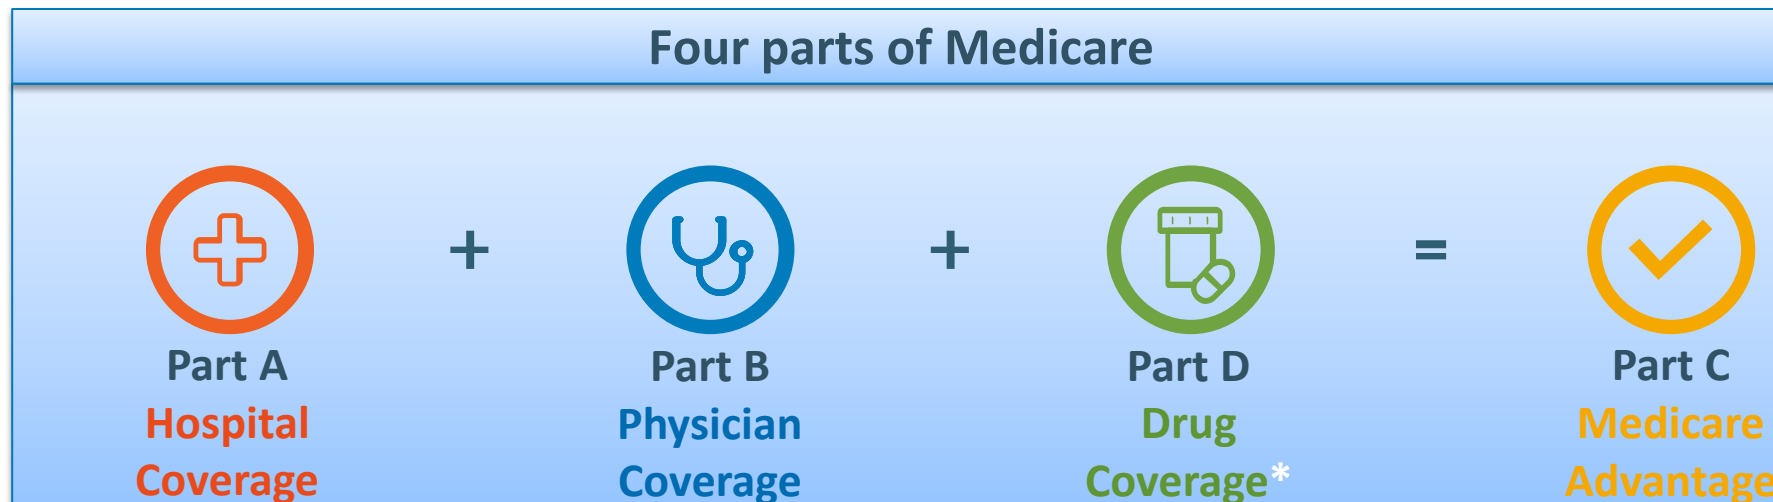 Four parts of Medicare
+ + =
Part A
Hospital
Coverage
Part B
Physician
Coverage
Part D
Drug
Coverage*
Part C
Medicare
Advantage